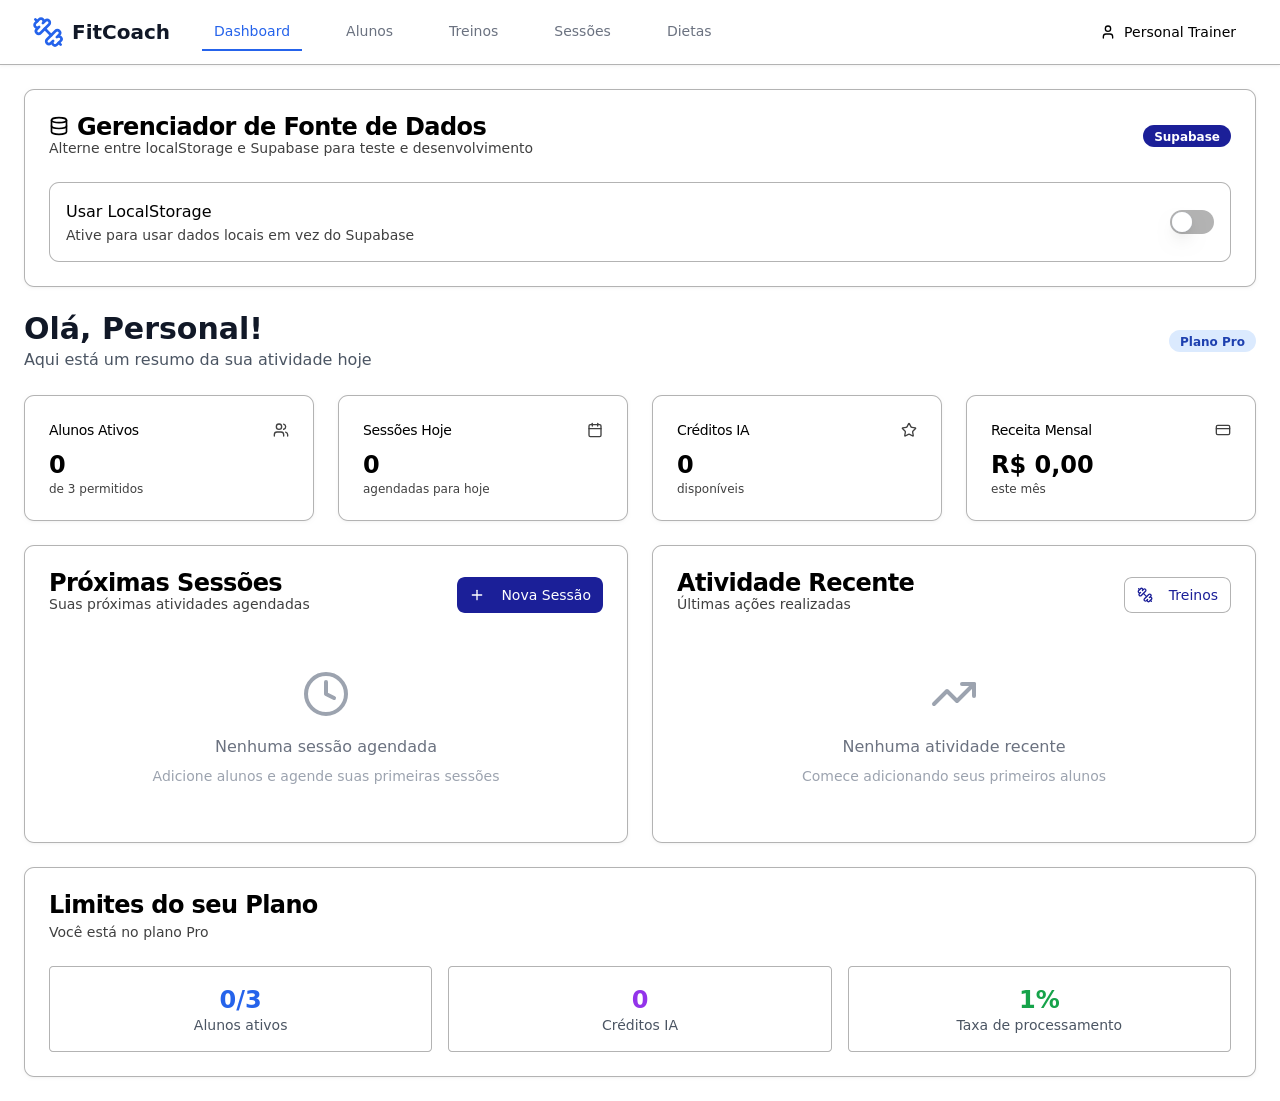 FitCoach
Dashboard
Alunos
Treinos
Sessões
Dietas
Personal Trainer
Gerenciador de Fonte de Dados
Alterne entre localStorage e Supabase para teste e desenvolvimento
Supabase
Usar LocalStorage
Ative para usar dados locais em vez do Supabase
Olá, Personal!
Aqui está um resumo da sua atividade hoje
Plano Pro
Alunos Ativos
0
de 3 permitidos
Sessões Hoje
0
agendadas para hoje
Créditos IA
0
disponíveis
Receita Mensal
R$ 0,00
este mês
Próximas Sessões
Suas próximas atividades agendadas
Nova Sessão
Nenhuma sessão agendada
Adicione alunos e agende suas primeiras sessões
Atividade Recente
Últimas ações realizadas
Treinos
Nenhuma atividade recente
Comece adicionando seus primeiros alunos
Limites do seu Plano
Você está no plano Pro
0/3
Alunos ativos
0
Créditos IA
1%
Taxa de processamento